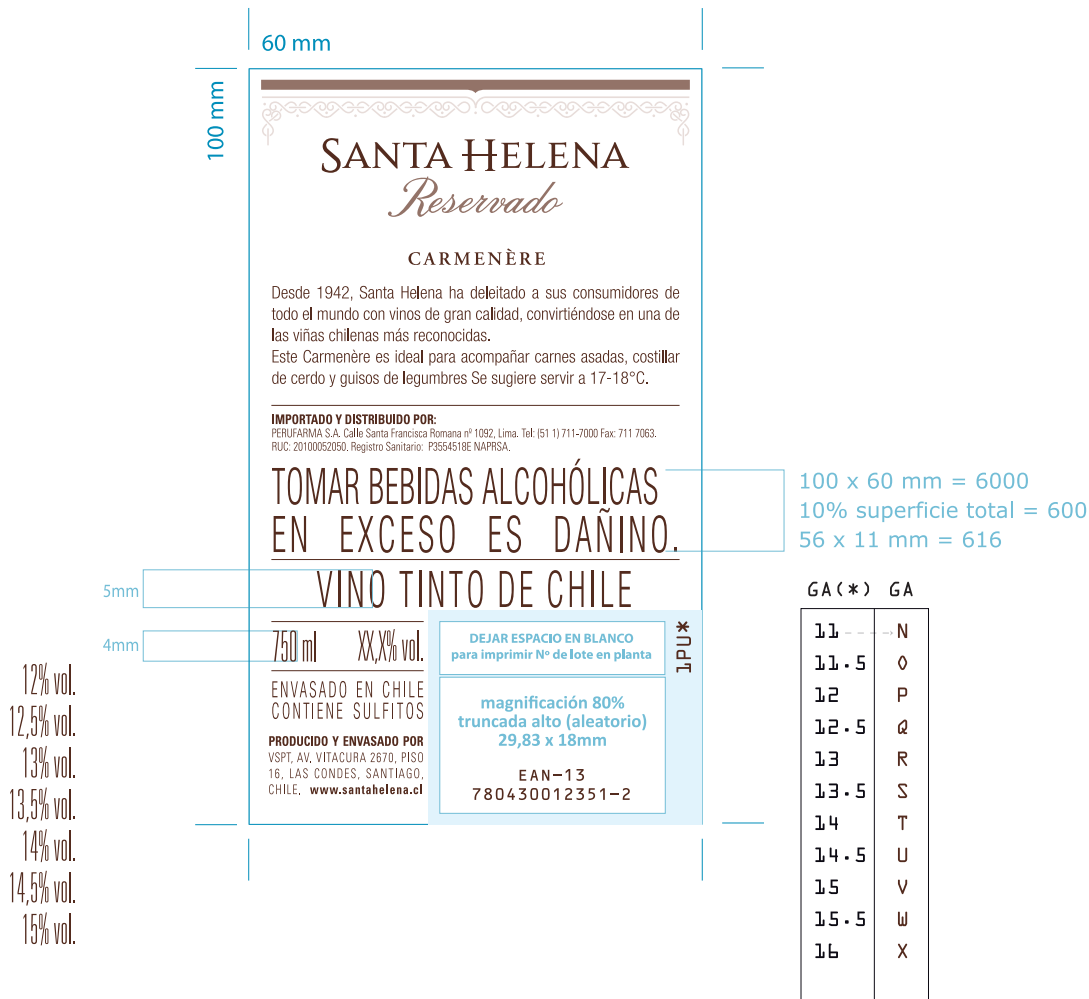 60 mm
100 mm
SANTA HELENA
Reservado
CARMENÈRE
Desde 1942, Santa Helena ha deleitado a sus consumidores de
todo el mundo con vinos de gran calidad, convirtiéndose en una de
las viñas chilenas más reconocidas.
Este Carmenère es ideal para acompañar carnes asadas, costillar
de cerdo y guisos de legumbres Se sugiere servir a 17-18°C.
IMPORTADO Y DISTRIBUIDO POR:
PERUFARMA S.A. Calle Santa Francisca Romana nº 1092, Lima. Tel: (51 1) 711-7000 Fax: 711 7063.
RUC: 20100052050. Registro Sanitario: P3554518E NAPRSA.
TOMAR BEBIDAS ALCOHÓLICAS
EN EXCESO ES DAÑINO.
100 x 60 mm = 6000
10% superficie total = 600
56 x 11 mm = 616
5mm
VINO TINTO DE CHILE
4mm
750 ml XX,X% vol.
ENVASADO EN CHILE
CONTIENE SULFITOS
PRODUCIDO Y ENVASADO POR
VSPT, AV, VITACURA 2670, PISO
16, LAS CONDES, SANTIAGO,
CHILE, www.santahelena.cl
DEJAR ESPACIO EN BLANCO
para imprimir Nº de lote en planta
1PU*
magnificación 80%
truncada alto (aleatorio)
29,83 x 18mm
EAN-13
780430012351-2
12% vol.
12,5% vol.
13% vol.
13,5% vol.
14% vol.
14,5% vol.
15% vol.
GA(*) GA
11 N
11.5 O
12 P
12.5 Q
13 R
13.5 S
14 T
14.5 U
15 V
15.5 W
16 X